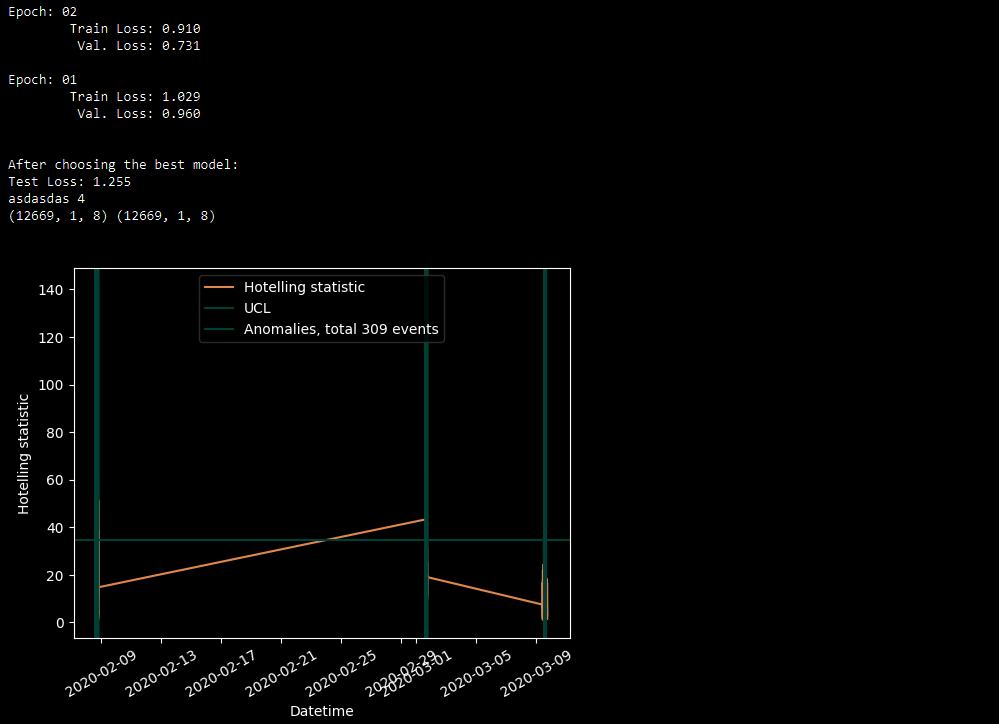 Epoch: 02
Train Loss: 0.910
Val. Loss: 0.731
Epoch: 01
Train Loss: 1.029
Val. Loss: 0.960
After choosing the best model:
Test Loss: 1.255
asdasdas 4
(12669, 1, 8) (12669, 1, 8)
Hotelling statistic
UCL
Anomalies, total 309 events
140
120
100
80
60
40
20
0
Hotelling statistic
2020-02-09
2020-02-13
2020-02-17
2020-02-21
2020-02-25
2020-02-29
2020-03-01
2020-03-05
2020-03-09
Datetime